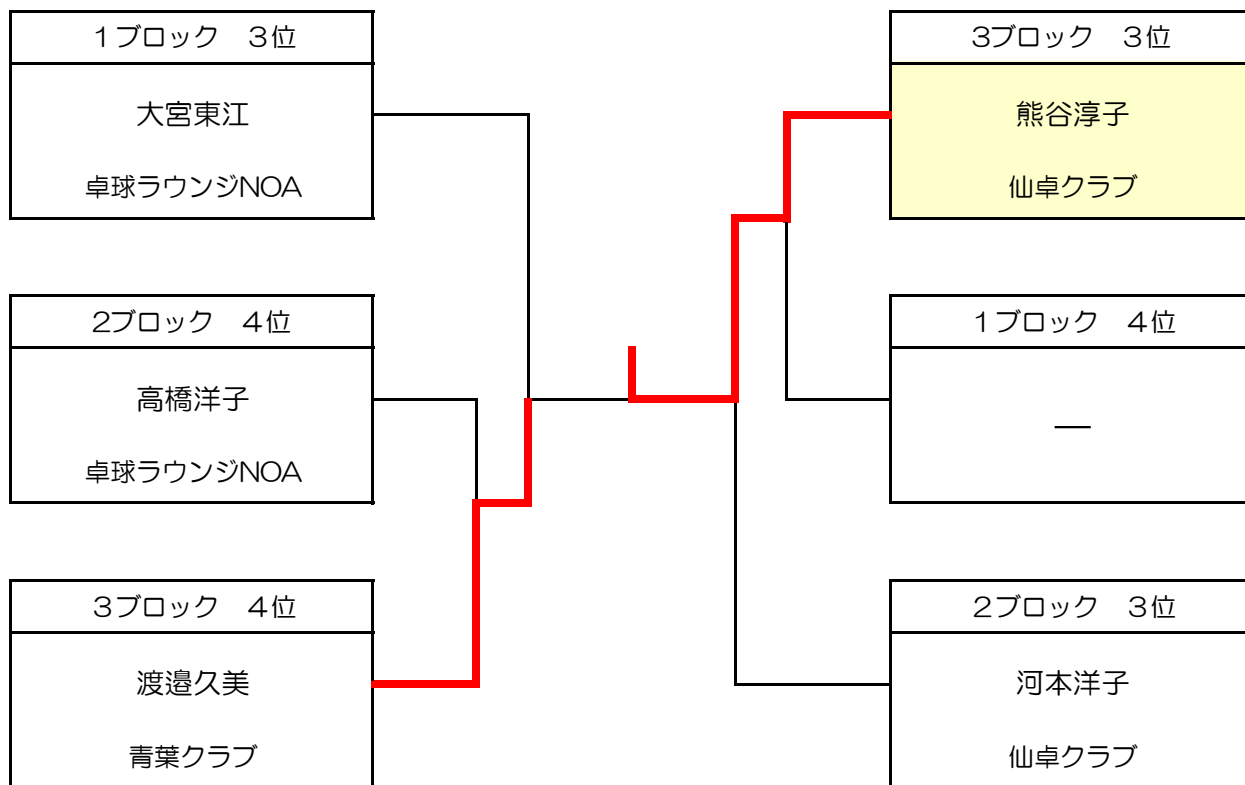 １ブロック　３位
大宮東江
卓球ラウンジNOA
2ブロック　４位
高橋洋子
卓球ラウンジNOA
３ブロック　４位
渡邉久美
青葉クラブ
3ブロック　３位
熊谷淳子
仙卓クラブ
１ブロック　４位
―
２ブロック　３位
河本洋子
仙卓クラブ